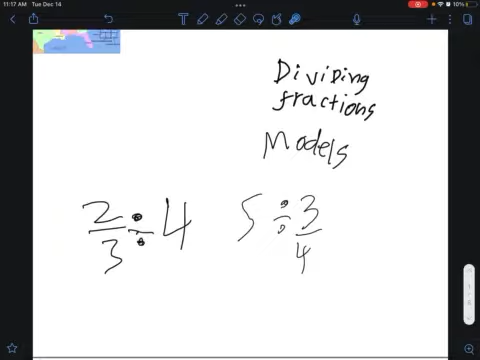 11:17 AM Tue Dec 14
10%
Dividing
fractions
Models
2/3 ÷ 4
5 ÷ 3/4